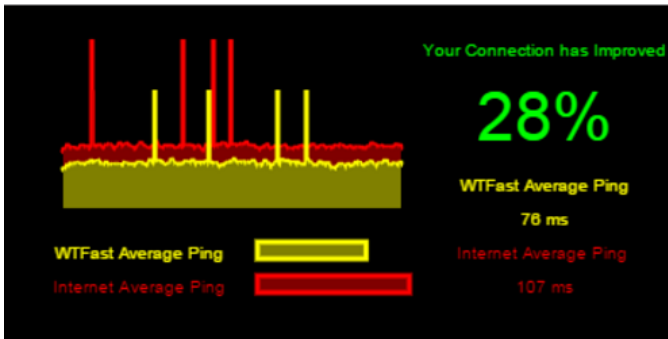 Your Connection has Improved
28%
WTFast Average Ping
76 ms
WTFast Average Ping
Internet Average Ping
Internet Average Ping
107 ms